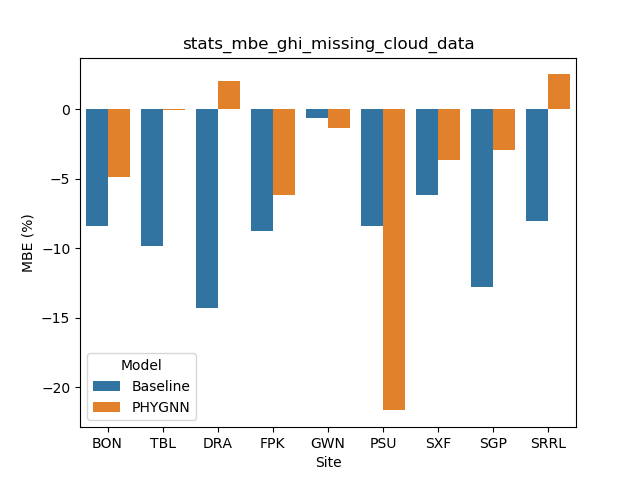 stats_mbe_ghi_missing_cloud_data
MBE (%)
0
−5
−10
−15
−20
Model
Baseline
PHYGNN
BON TBL DRA FPK GWN PSU SXF SGP SRRL
Site